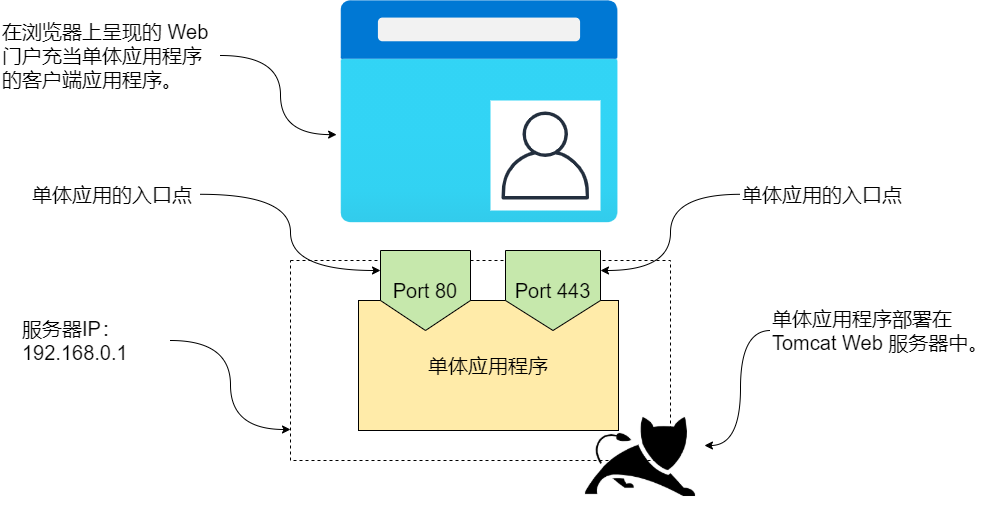 在浏览器上呈现的 Web
门户充当单体应用程序
的客户端应用程序。
单体应用的入口点
单体应用的入口点
Port 80
Port 443
服务器IP：
192.168.0.1
单体应用程序部署在
Tomcat Web 服务器中。
单体应用程序